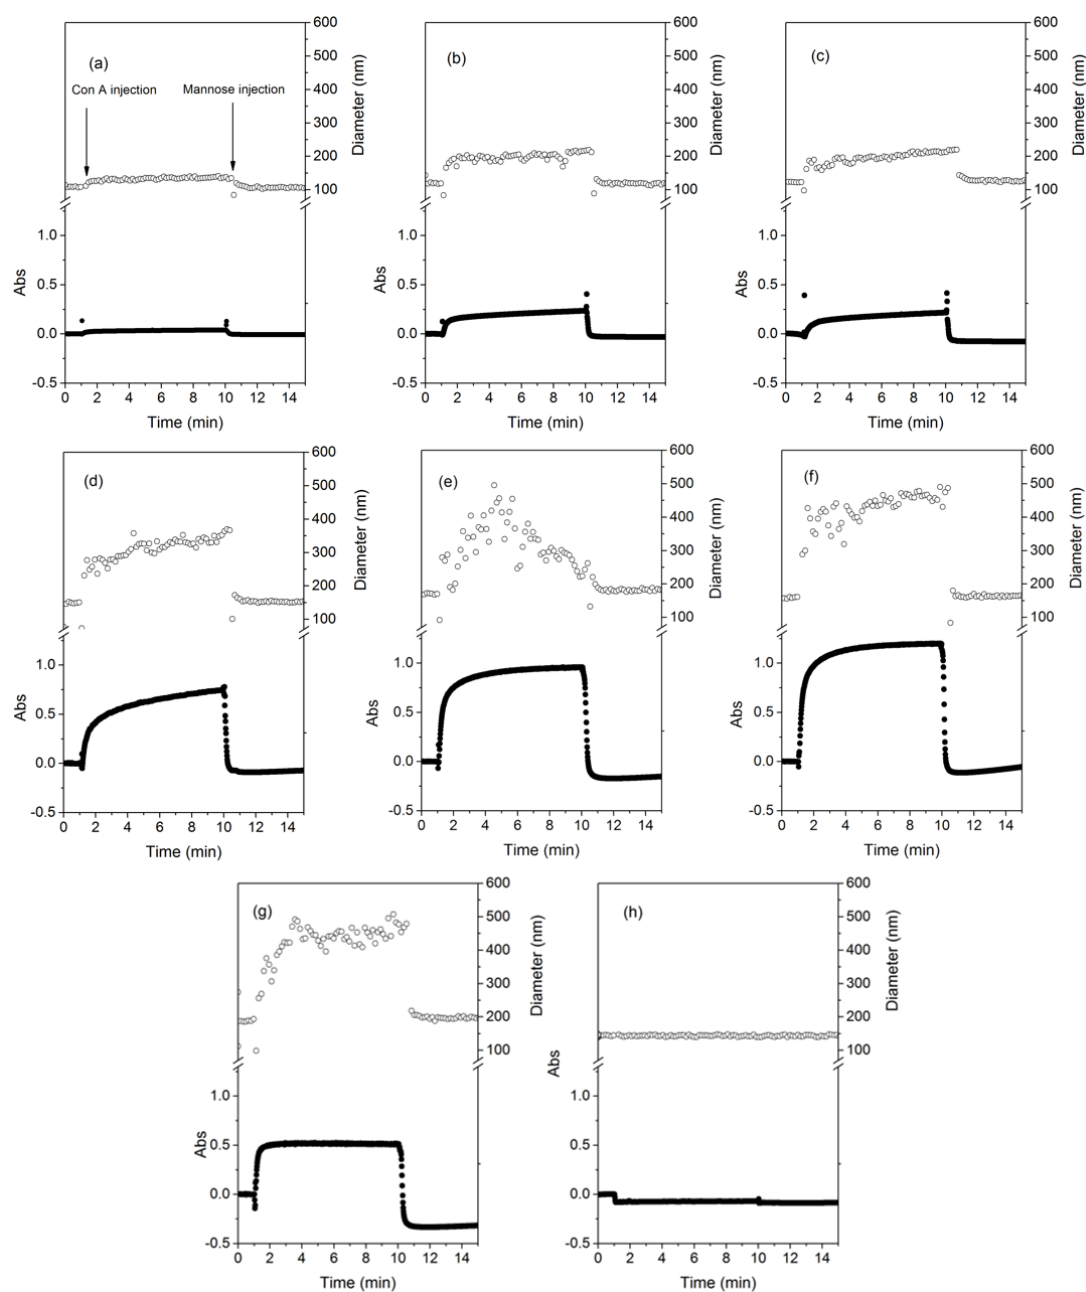 600
500
400
300
200
100
Diameter (nm)
(a)
Con A injection
Mannose injection
1.0
0.5
0.0
-0.5
Abs
0 2 4 6 8 10 12 14
Time (min)
600
500
400
300
200
100
Diameter (nm)
(b)
1.0
0.5
0.0
-0.5
Abs
0 2 4 6 8 10 12 14
Time (min)
600
500
400
300
200
100
Diameter (nm)
(c)
1.0
0.5
0.0
-0.5
Abs
0 2 4 6 8 10 12 14
Time (min)
600
500
400
300
200
100
Diameter (nm)
(d)
1.0
0.5
0.0
-0.5
Abs
0 2 4 6 8 10 12 14
Time (min)
600
500
400
300
200
100
Diameter (nm)
(e)
1.0
0.5
0.0
-0.5
Abs
0 2 4 6 8 10 12 14
Time (min)
600
500
400
300
200
100
Diameter (nm)
(f)
1.0
0.5
0.0
-0.5
Abs
0 2 4 6 8 10 12 14
Time (min)
600
500
400
300
200
100
Diameter (nm)
(g)
1.0
0.5
0.0
-0.5
Abs
0 2 4 6 8 10 12 14
Time (min)
600
500
400
300
200
100
Diameter (nm)
(h)
1.0
0.5
0.0
-0.5
Abs
0 2 4 6 8 10 12 14
Time (min)